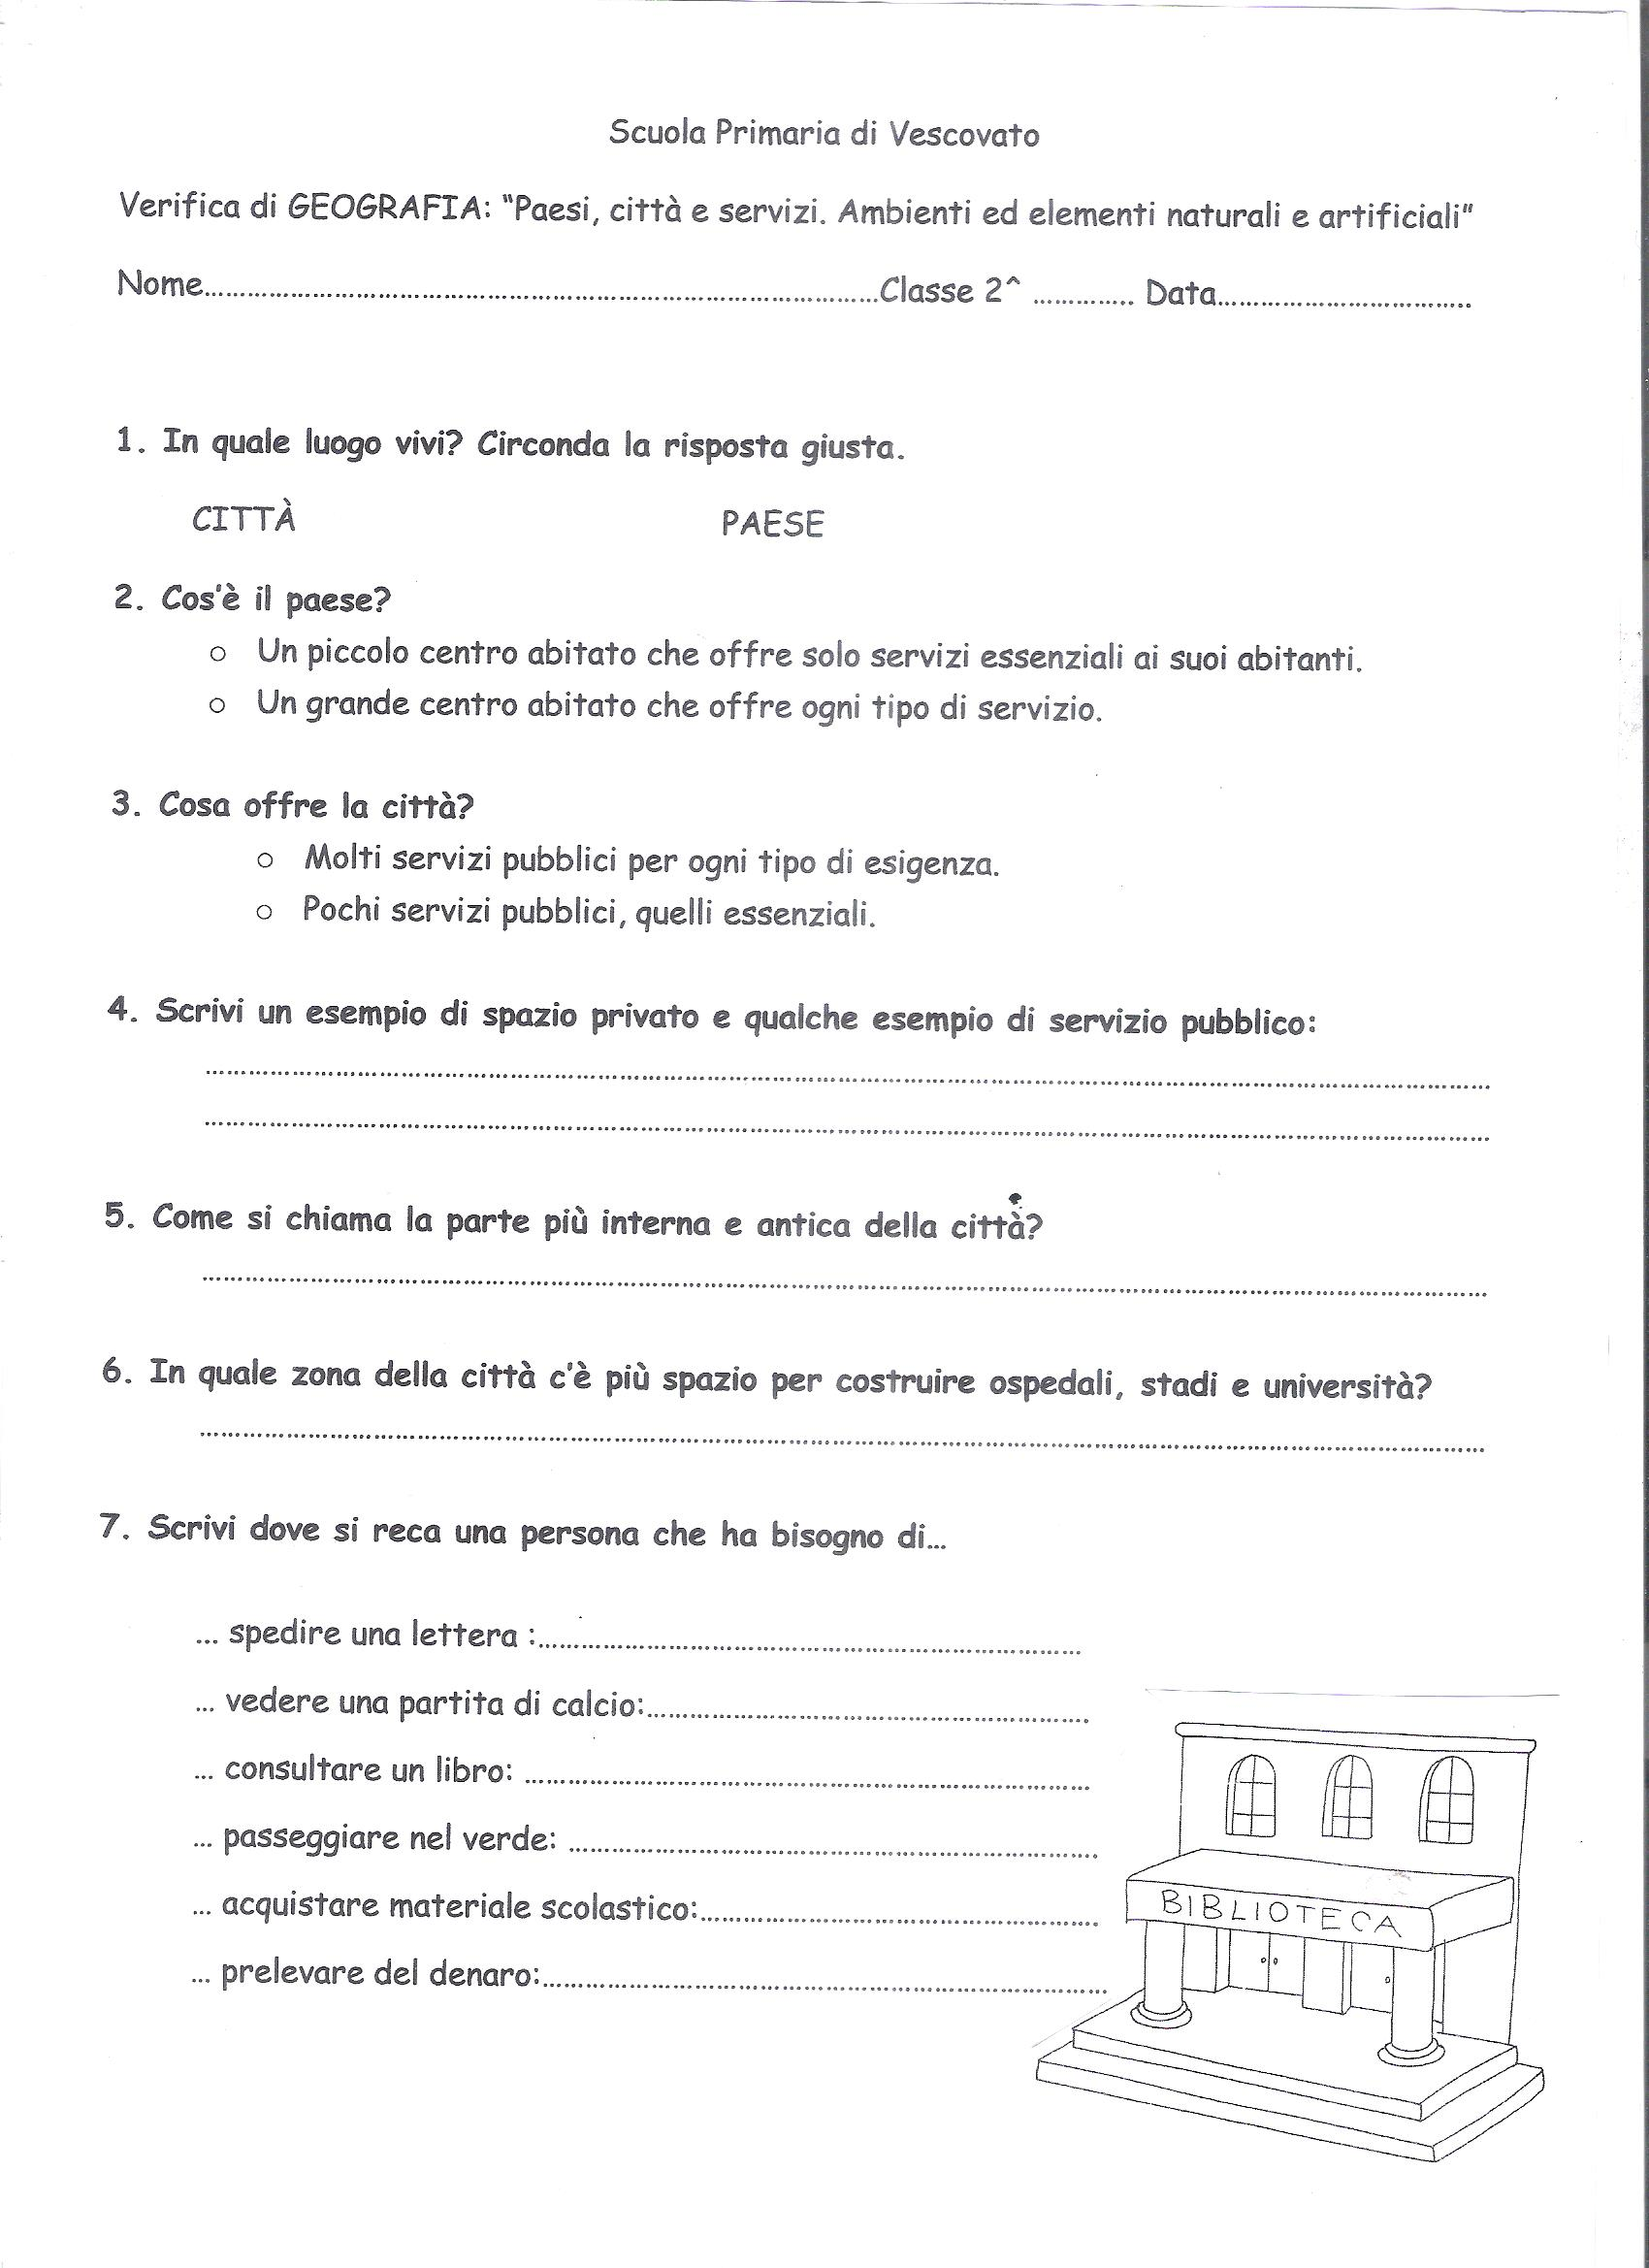 Scuola Primaria di Vescovato
Verifica di GEOGRAFIA: "Paesi, città e servizi. Ambienti ed elementi naturali e artificiali"
Nome................................................Classe 2^ ............. Data................................
1. In quale luogo vivi? Circonda la risposta giusta.
CITTÀ PAESE
2. Cos'è il paese?
○ Un piccolo centro abitato che offre solo servizi essenziali ai suoi abitanti.
○ Un grande centro abitato che offre ogni tipo di servizio.
3. Cosa offre la città?
○ Molti servizi pubblici per ogni tipo di esigenza.
○ Pochi servizi pubblici, quelli essenziali.
4. Scrivi un esempio di spazio privato e qualche esempio di servizio pubblico:
5. Come si chiama la parte più interna e antica della città?
6. In quale zona della città c'è più spazio per costruire ospedali, stadi e università?
7. Scrivi dove si reca una persona che ha bisogno di...
... spedire una lettera :................................
... vedere una partita di calcio:................................
... consultare un libro: ................................
... passeggiare nel verde: ................................
... acquistare materiale scolastico:................................
... prelevare del denaro:................................
BIBLIOTECA